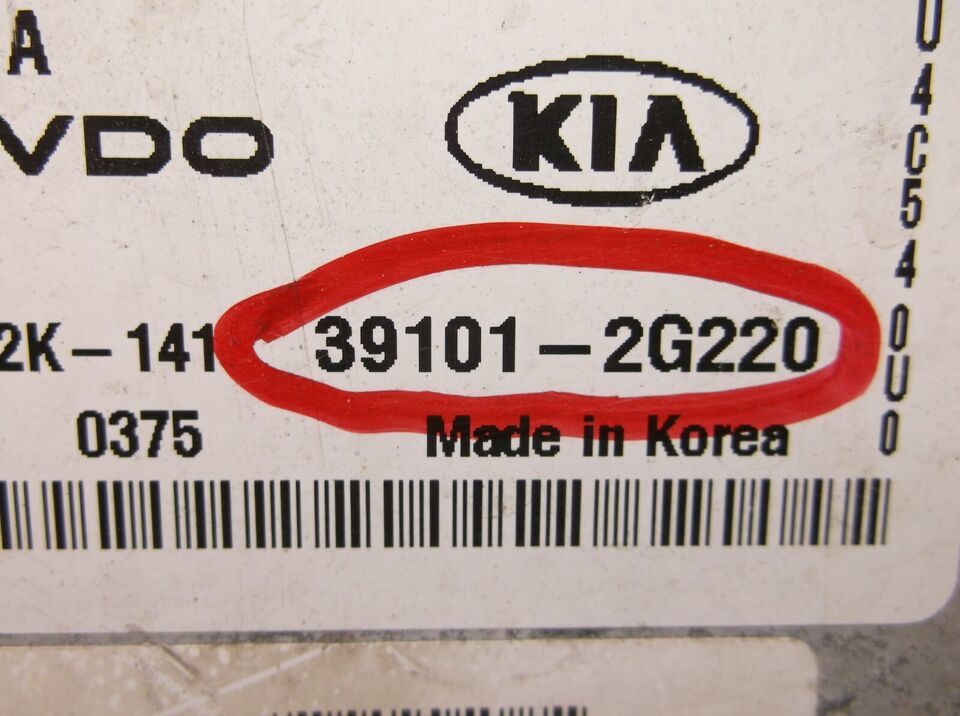 A
VDO
KIA
2K-141 39101-2G220
0375 Made in Korea
U4C540U0